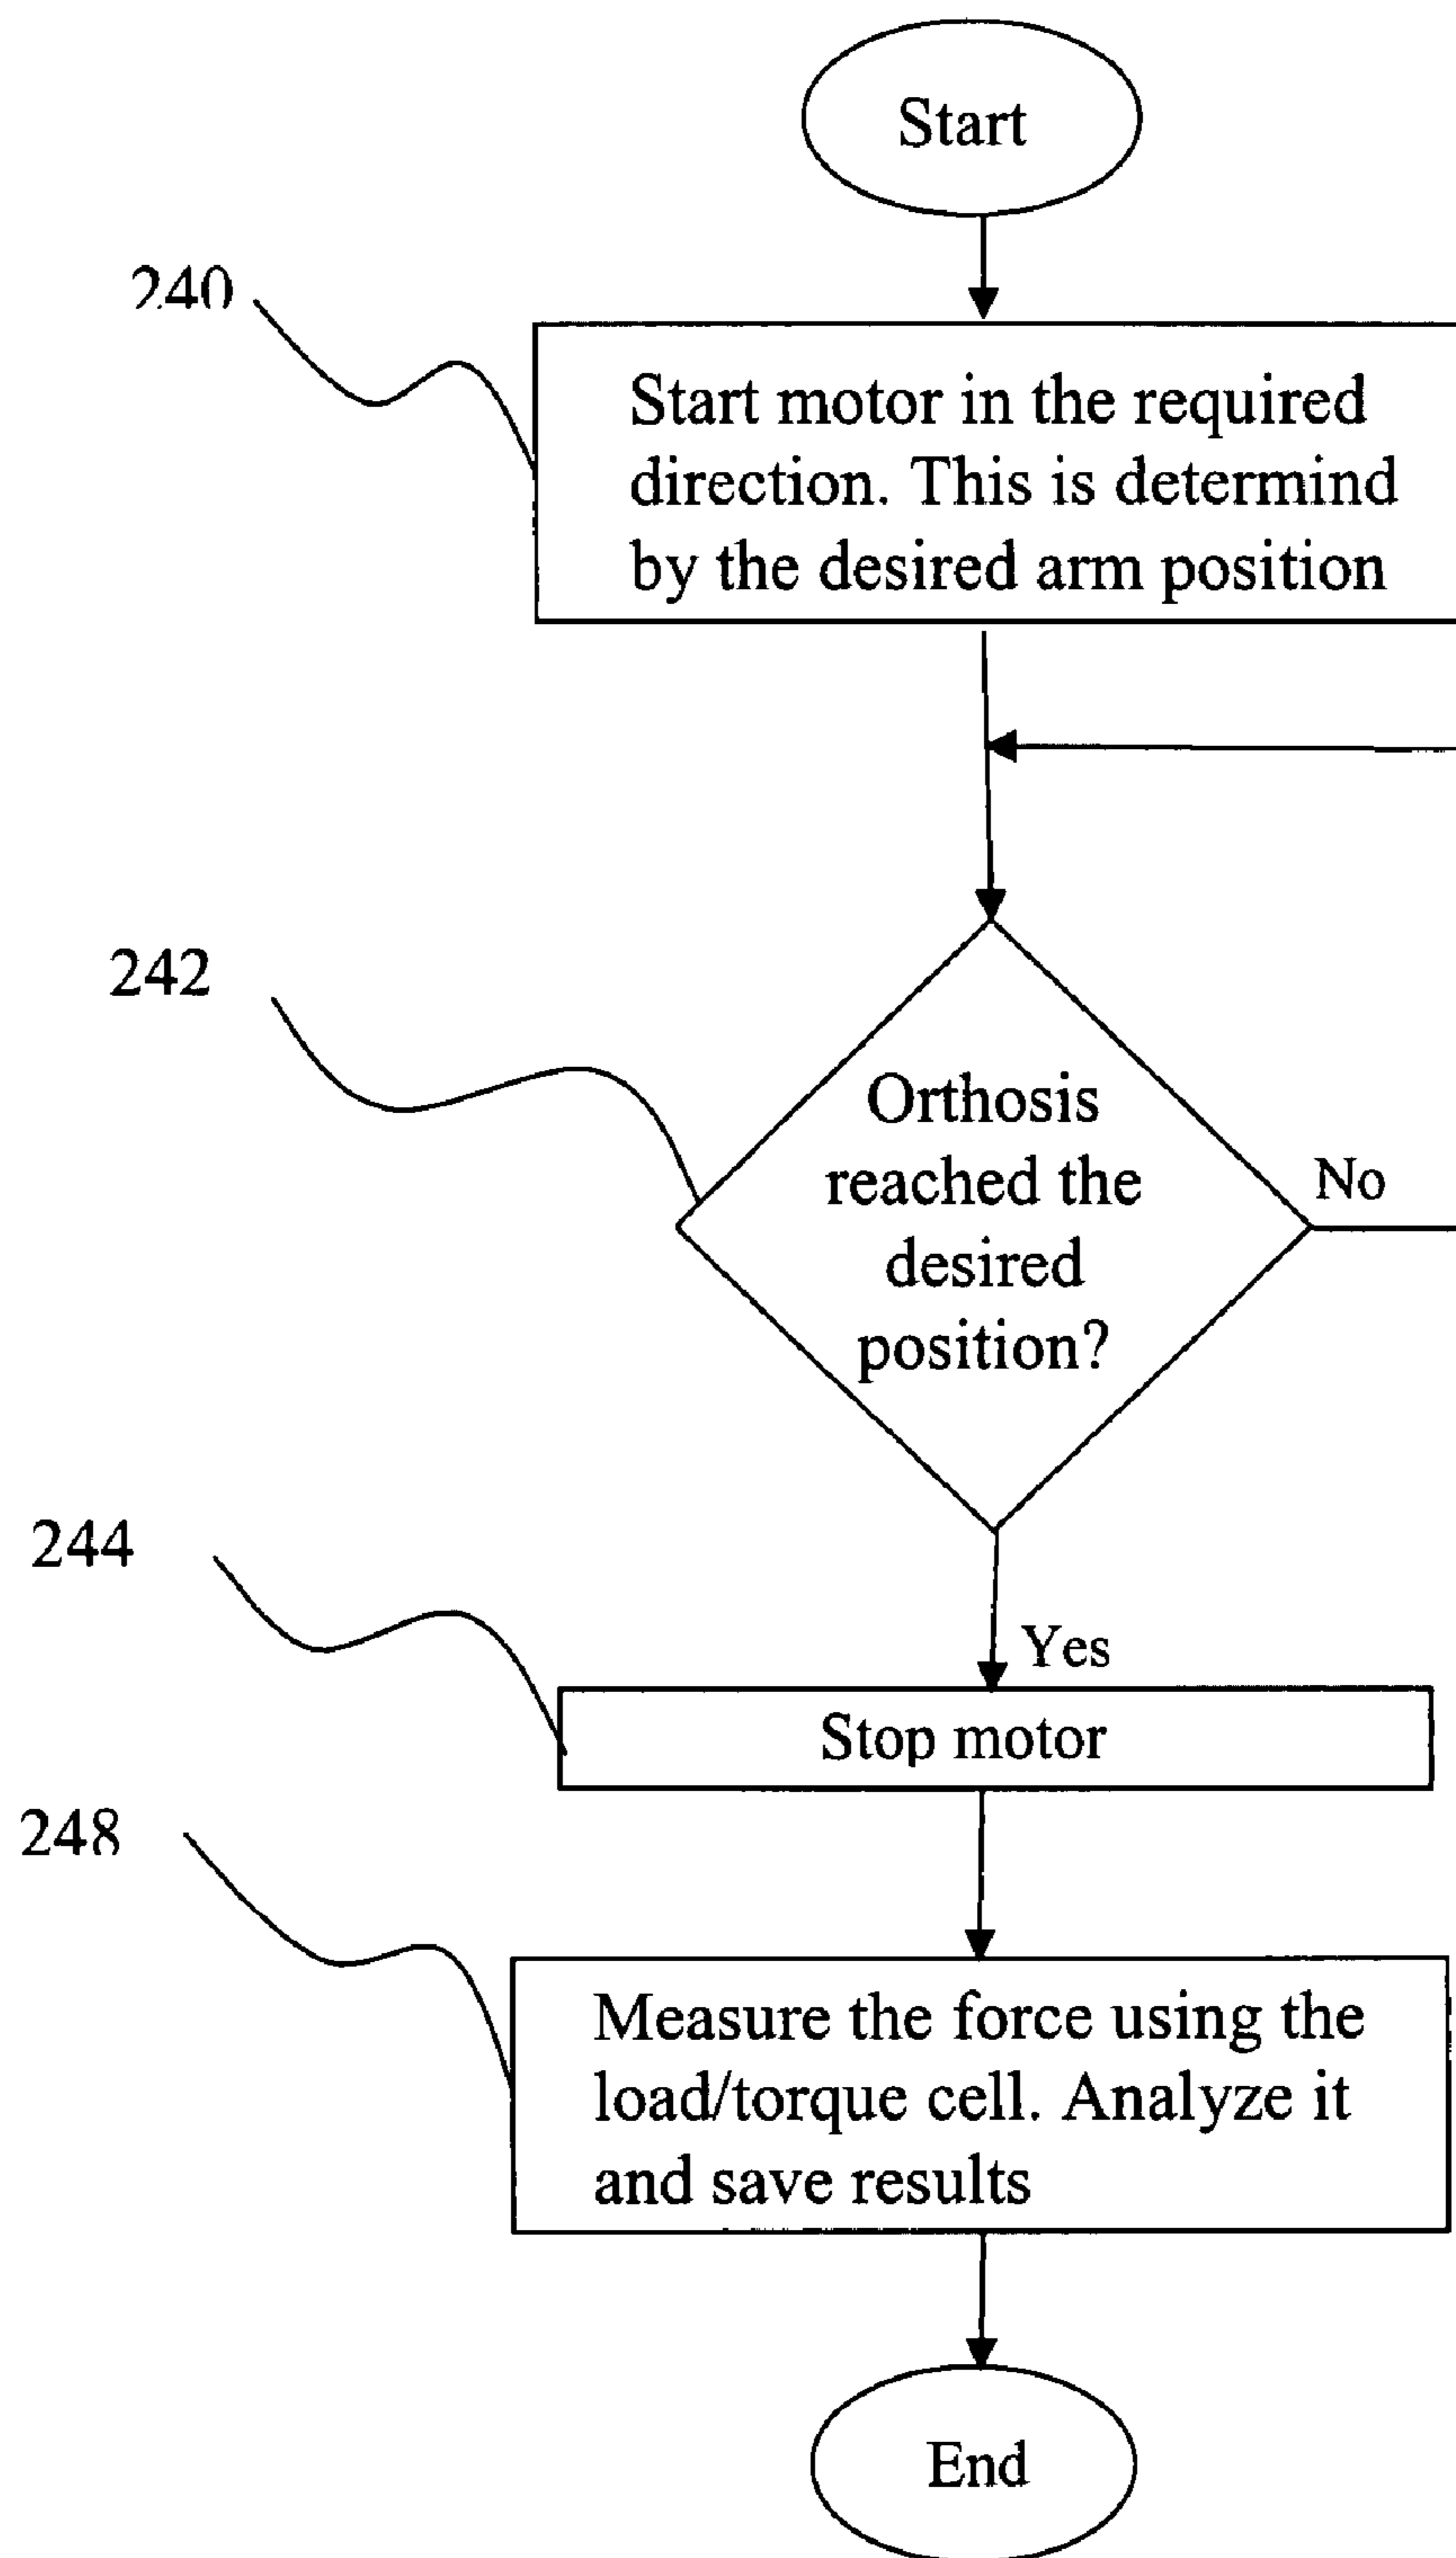 Start
240
Start motor in the required
direction. This is determind
by the desired arm position
242
Orthosis
reached the
desired
position?
No
244
Yes
Stop motor
248
Measure the force using the
load/torque cell. Analyze it
and save results
End